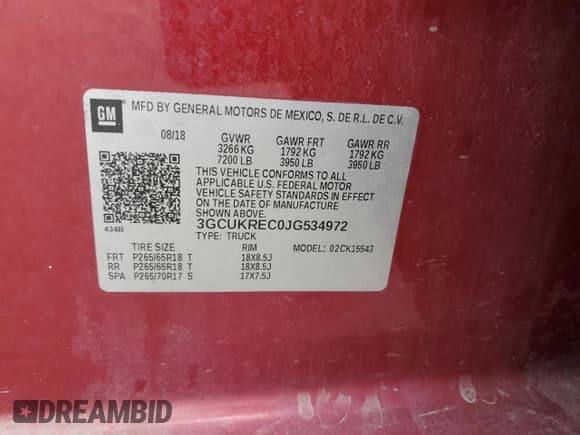 GM
MFD BY GENERAL MOTORS DE MEXICO, S. DE R.L. DE C.V.
08/18 GVWR GAWR FRT GAWR RR
3266 KG 1792 KG 1792 KG
7200 LB 3950 LB 3950 LB
THIS VEHICLE CONFORMS TO ALL
APPLICABLE U.S. FEDERAL MOTOR
VEHICLE SAFETY STANDARDS IN EFFECT
ON THE DATE OF MANUFACTURE
SHOWN ABOVE.
3GCUKREC0JG534972
434B TYPE: TRUCK
TIRE SIZE RIM MODEL: 02CK15543
FRT P265/65R18 T 18X8.5J
RR P265/65R18 T 18X8.5J
SPA P265/70R17 S 17X7.5J
DREAMBID